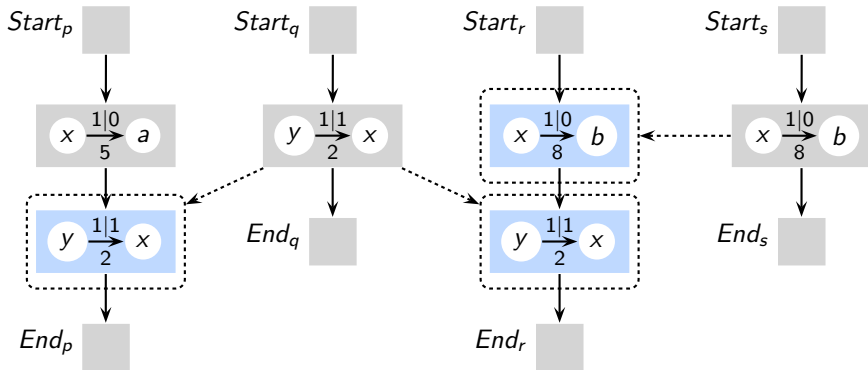 Start_p Start_q Start_r Start_s
x 1|0 5 a
y 1|1 2 x
x 1|0 8 b
x 1|0 8 b
y 1|1 2 x
End_q
y 1|1 2 x
End_s
End_p
End_r